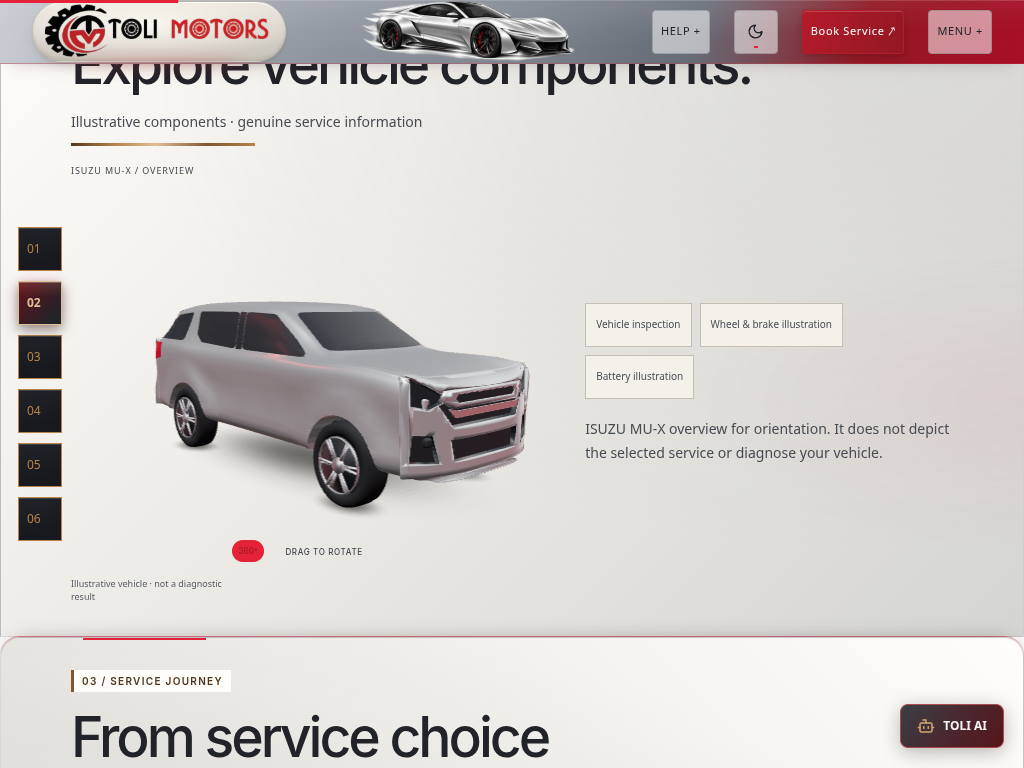 TOLI MOTORS
HELP +
Book Service ↗
MENU +
Explore vehicle components.
Illustrative components · genuine service information
ISUZU MU-X / OVERVIEW
01
02
03
04
05
06
Vehicle inspection
Wheel & brake illustration
Battery illustration
ISUZU MU-X overview for orientation. It does not depict
the selected service or diagnose your vehicle.
360°
DRAG TO ROTATE
Illustrative vehicle · not a diagnostic
result
03 / SERVICE JOURNEY
From service choice
TOLI AI